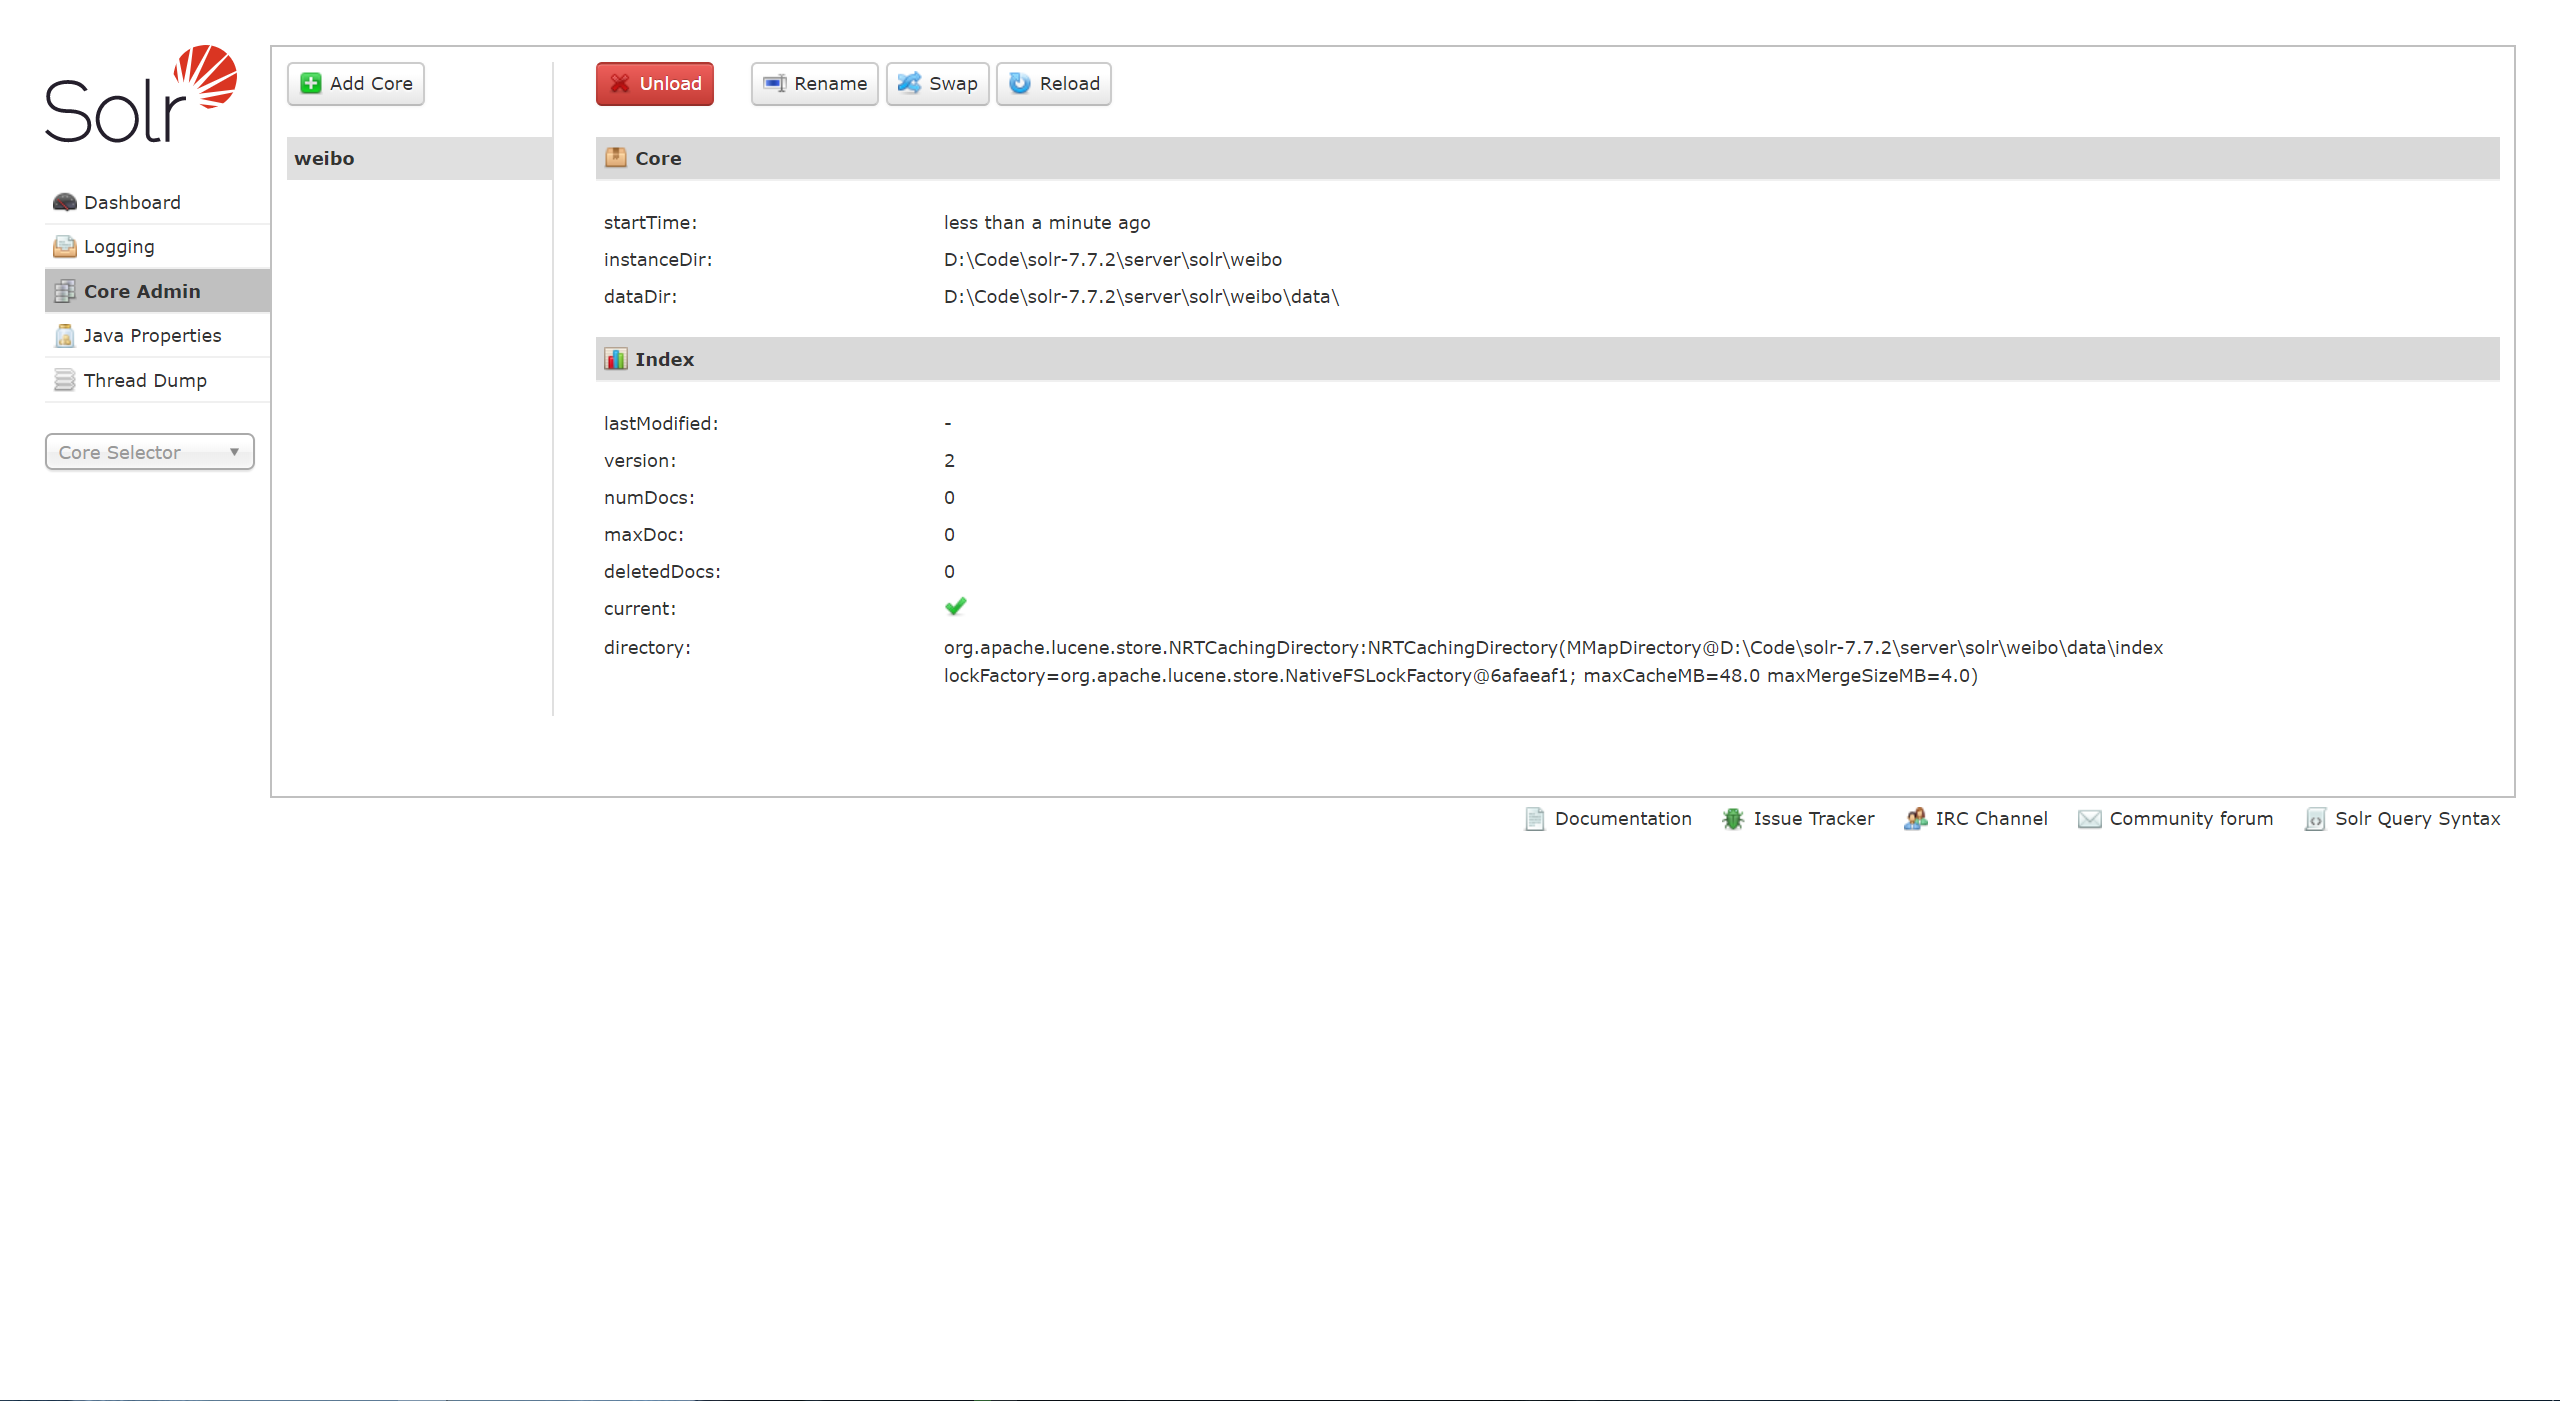 Solr
Dashboard
Logging
Core Admin
Java Properties
Thread Dump
Core Selector
Add Core
weibo
Unload
Rename
Swap
Reload
Core
startTime: less than a minute ago
instanceDir: D:\Code\solr-7.7.2\server\solr\weibo
dataDir: D:\Code\solr-7.7.2\server\solr\weibo\data\
Index
lastModified: -
version: 2
numDocs: 0
maxDoc: 0
deletedDocs: 0
current:
directory: org.apache.lucene.store.NRTCachingDirectory:NRTCachingDirectory(MMapDirectory@D:\Code\solr-7.7.2\server\solr\weibo\data\index
lockFactory=org.apache.lucene.store.NativeFSLockFactory@6afaeaf1; maxCacheMB=48.0 maxMergeSizeMB=4.0)
Documentation
Issue Tracker
IRC Channel
Community forum
Solr Query Syntax